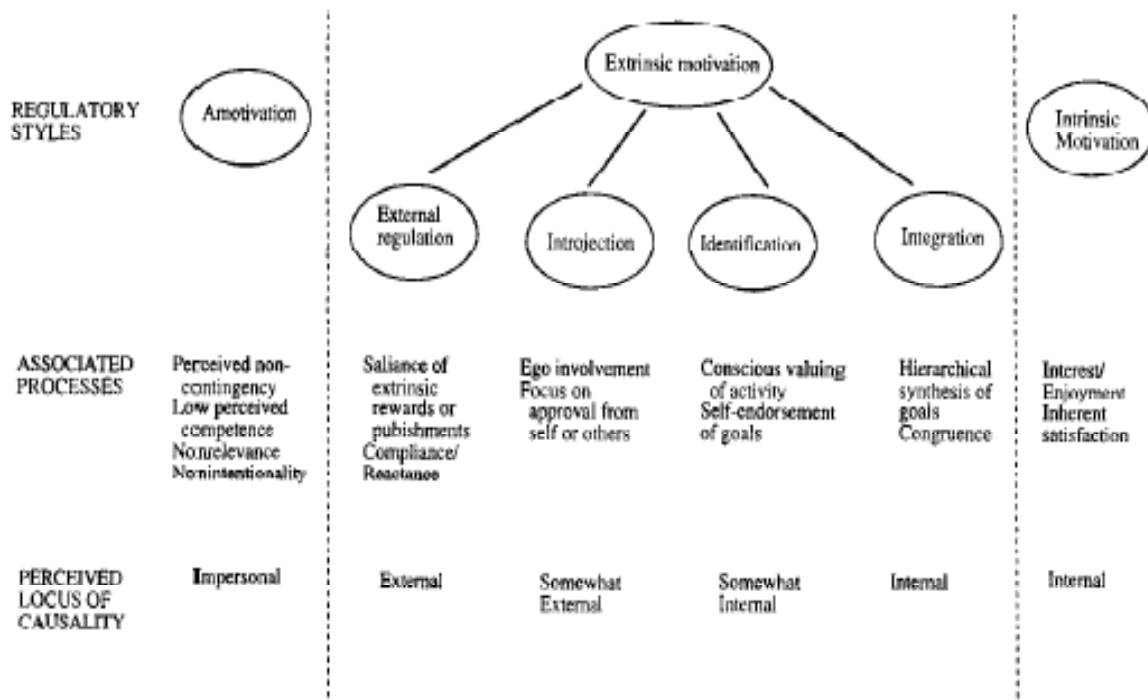 Extrinsic motivation
REGULATORY
STYLES
Amotivation
Intrinsic
Motivation
External
regulation
Introjection
Identification
Integration
ASSOCIATED
PROCESSES
Perceived non-
contingency
Low perceived
competence
Nonrelevance
Nonintentionality
Saliance of
extrinsic
rewards or
punishments
Compliance/
Reactance
Ego involvement
Focus on
approval from
self or others
Conscious valuing
of activity
Self-endorsement
of goals
Hierarchical
synthesis of
goals
Congruence
Interest/
Enjoyment
Inherent
satisfaction
PERCEIVED
LOCUS OF
CAUSALITY
Impersonal
External
Somewhat
External
Somewhat
Internal
Internal
Internal